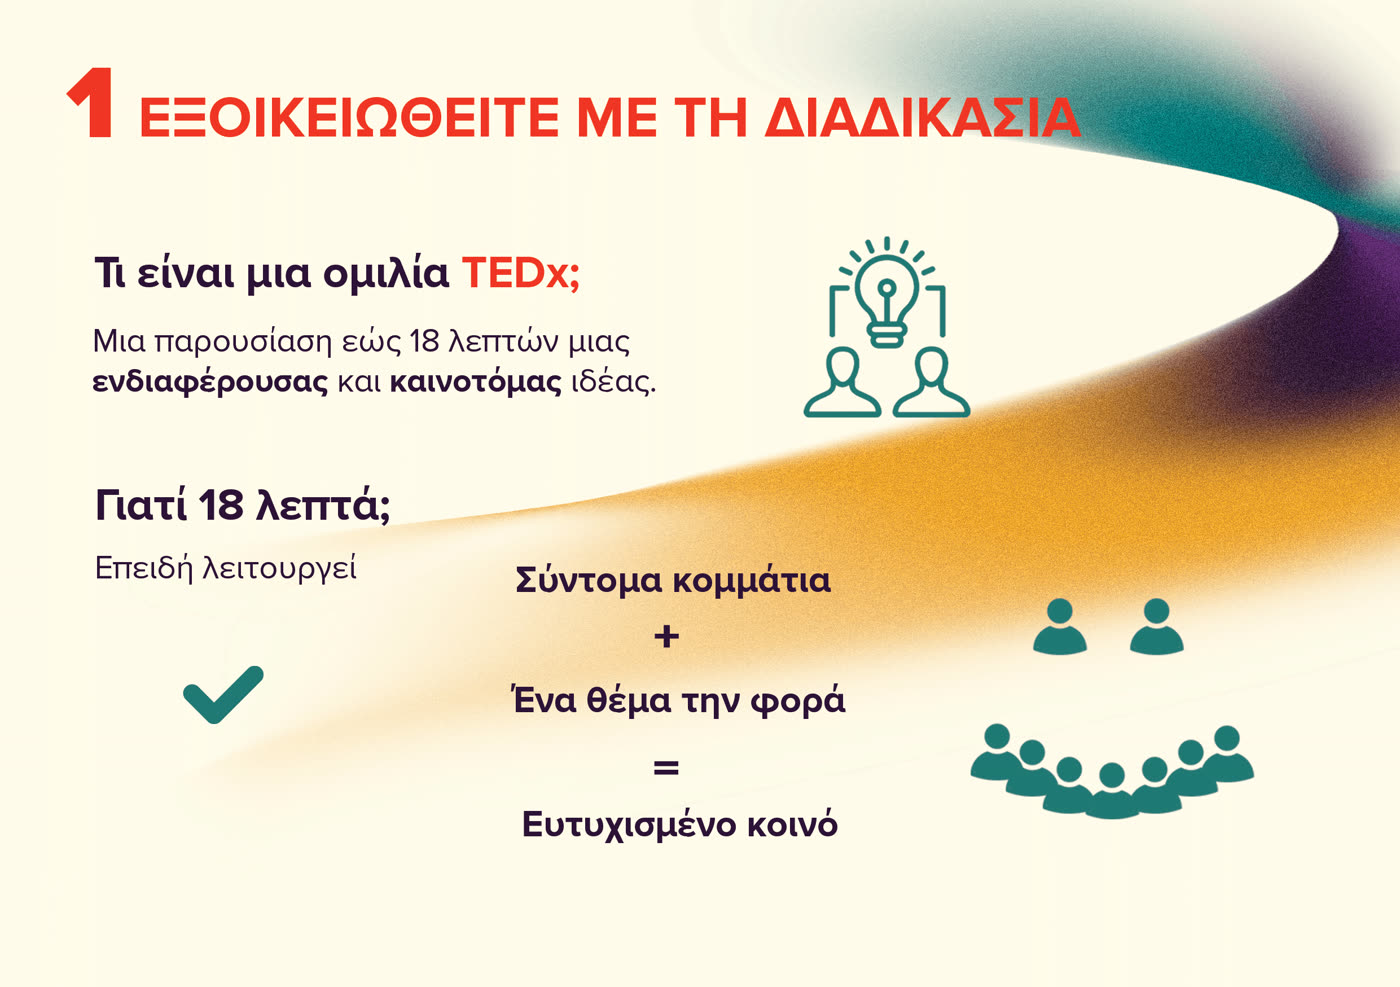 1 ΕΞΟΙΚΕΙΩΘΕΙΤΕ ΜΕ ΤΗ ΔΙΑΔΙΚΑΣΙΑ
Τι είναι μια ομιλία TEDx;
Μια παρουσίαση εώς 18 λεπτών μιας
ενδιαφέρουσας και καινοτόμας ιδέας.
Γιατί 18 λεπτά;
Επειδή λειτουργεί
Σύντομα κομμάτια
+
Ένα θέμα την φορά
=
Ευτυχισμένο κοινό